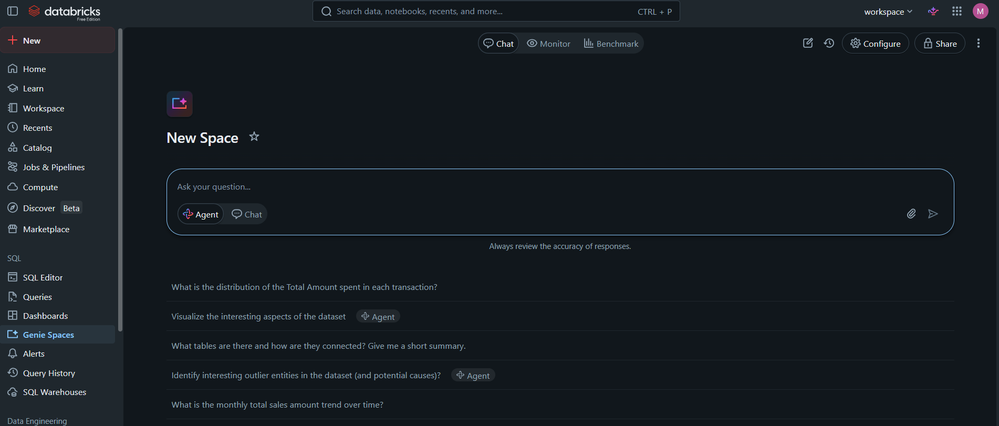 databricks
Free Edition
Search data, notebooks, recents, and more...
CTRL + P
workspace
M
New
Home
Learn
Workspace
Recents
Catalog
Jobs & Pipelines
Compute
Discover Beta
Marketplace
SQL
SQL Editor
Queries
Dashboards
Genie Spaces
Alerts
Query History
SQL Warehouses
Data Engineering
Chat
Monitor
Benchmark
Configure
Share
New Space
Ask your question...
Agent
Chat
Always review the accuracy of responses.
What is the distribution of the Total Amount spent in each transaction?
Visualize the interesting aspects of the dataset Agent
What tables are there and how are they connected? Give me a short summary.
Identify interesting outlier entities in the dataset (and potential causes)? Agent
What is the monthly total sales amount trend over time?